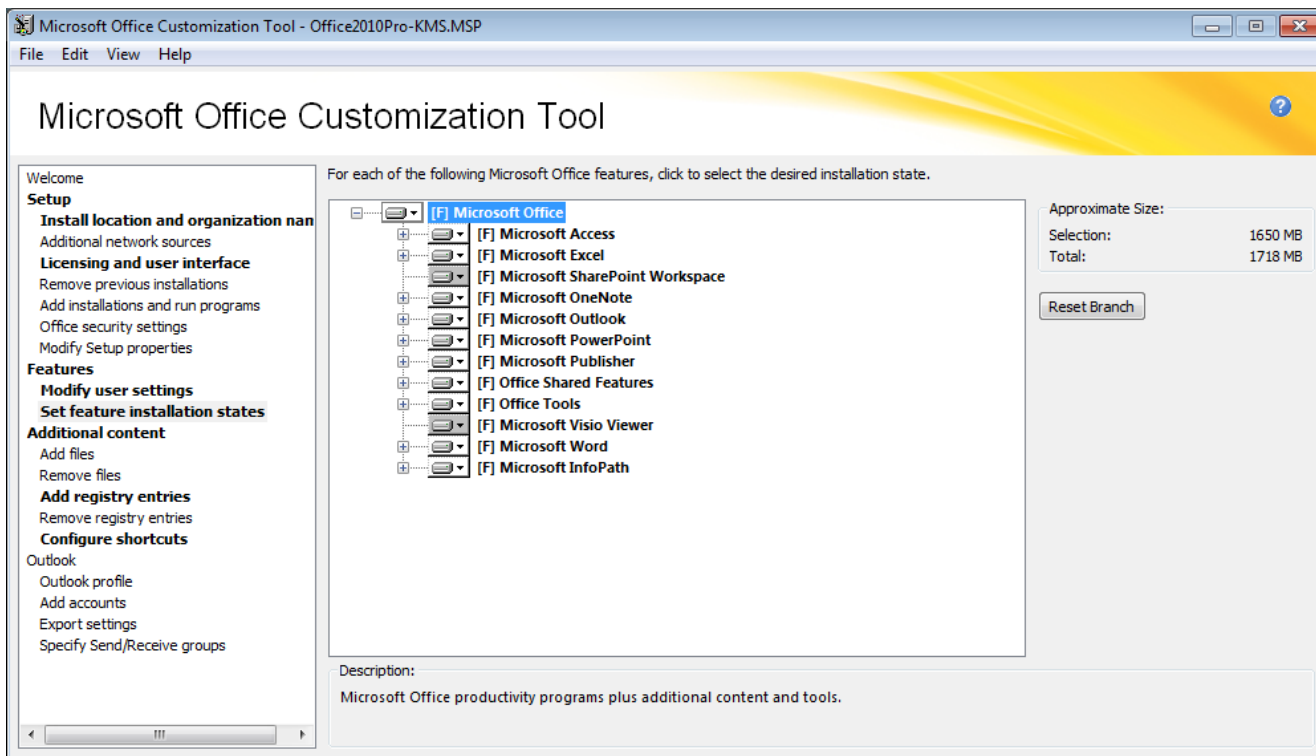 Microsoft Office Customization Tool - Office2010Pro-KMS.MSP
File Edit View Help
Microsoft Office Customization Tool
?
Welcome
Setup
Install location and organization nan
Additional network sources
Licensing and user interface
Remove previous installations
Add installations and run programs
Office security settings
Modify Setup properties
Features
Modify user settings
Set feature installation states
Additional content
Add files
Remove files
Add registry entries
Remove registry entries
Configure shortcuts
Outlook
Outlook profile
Add accounts
Export settings
Specify Send/Receive groups
For each of the following Microsoft Office features, click to select the desired installation state.
[F] Microsoft Office
[F] Microsoft Access
[F] Microsoft Excel
[F] Microsoft SharePoint Workspace
[F] Microsoft OneNote
[F] Microsoft Outlook
[F] Microsoft PowerPoint
[F] Microsoft Publisher
[F] Office Shared Features
[F] Office Tools
[F] Microsoft Visio Viewer
[F] Microsoft Word
[F] Microsoft InfoPath
Approximate Size:
Selection: 1650 MB
Total: 1718 MB
Reset Branch
Description:
Microsoft Office productivity programs plus additional content and tools.